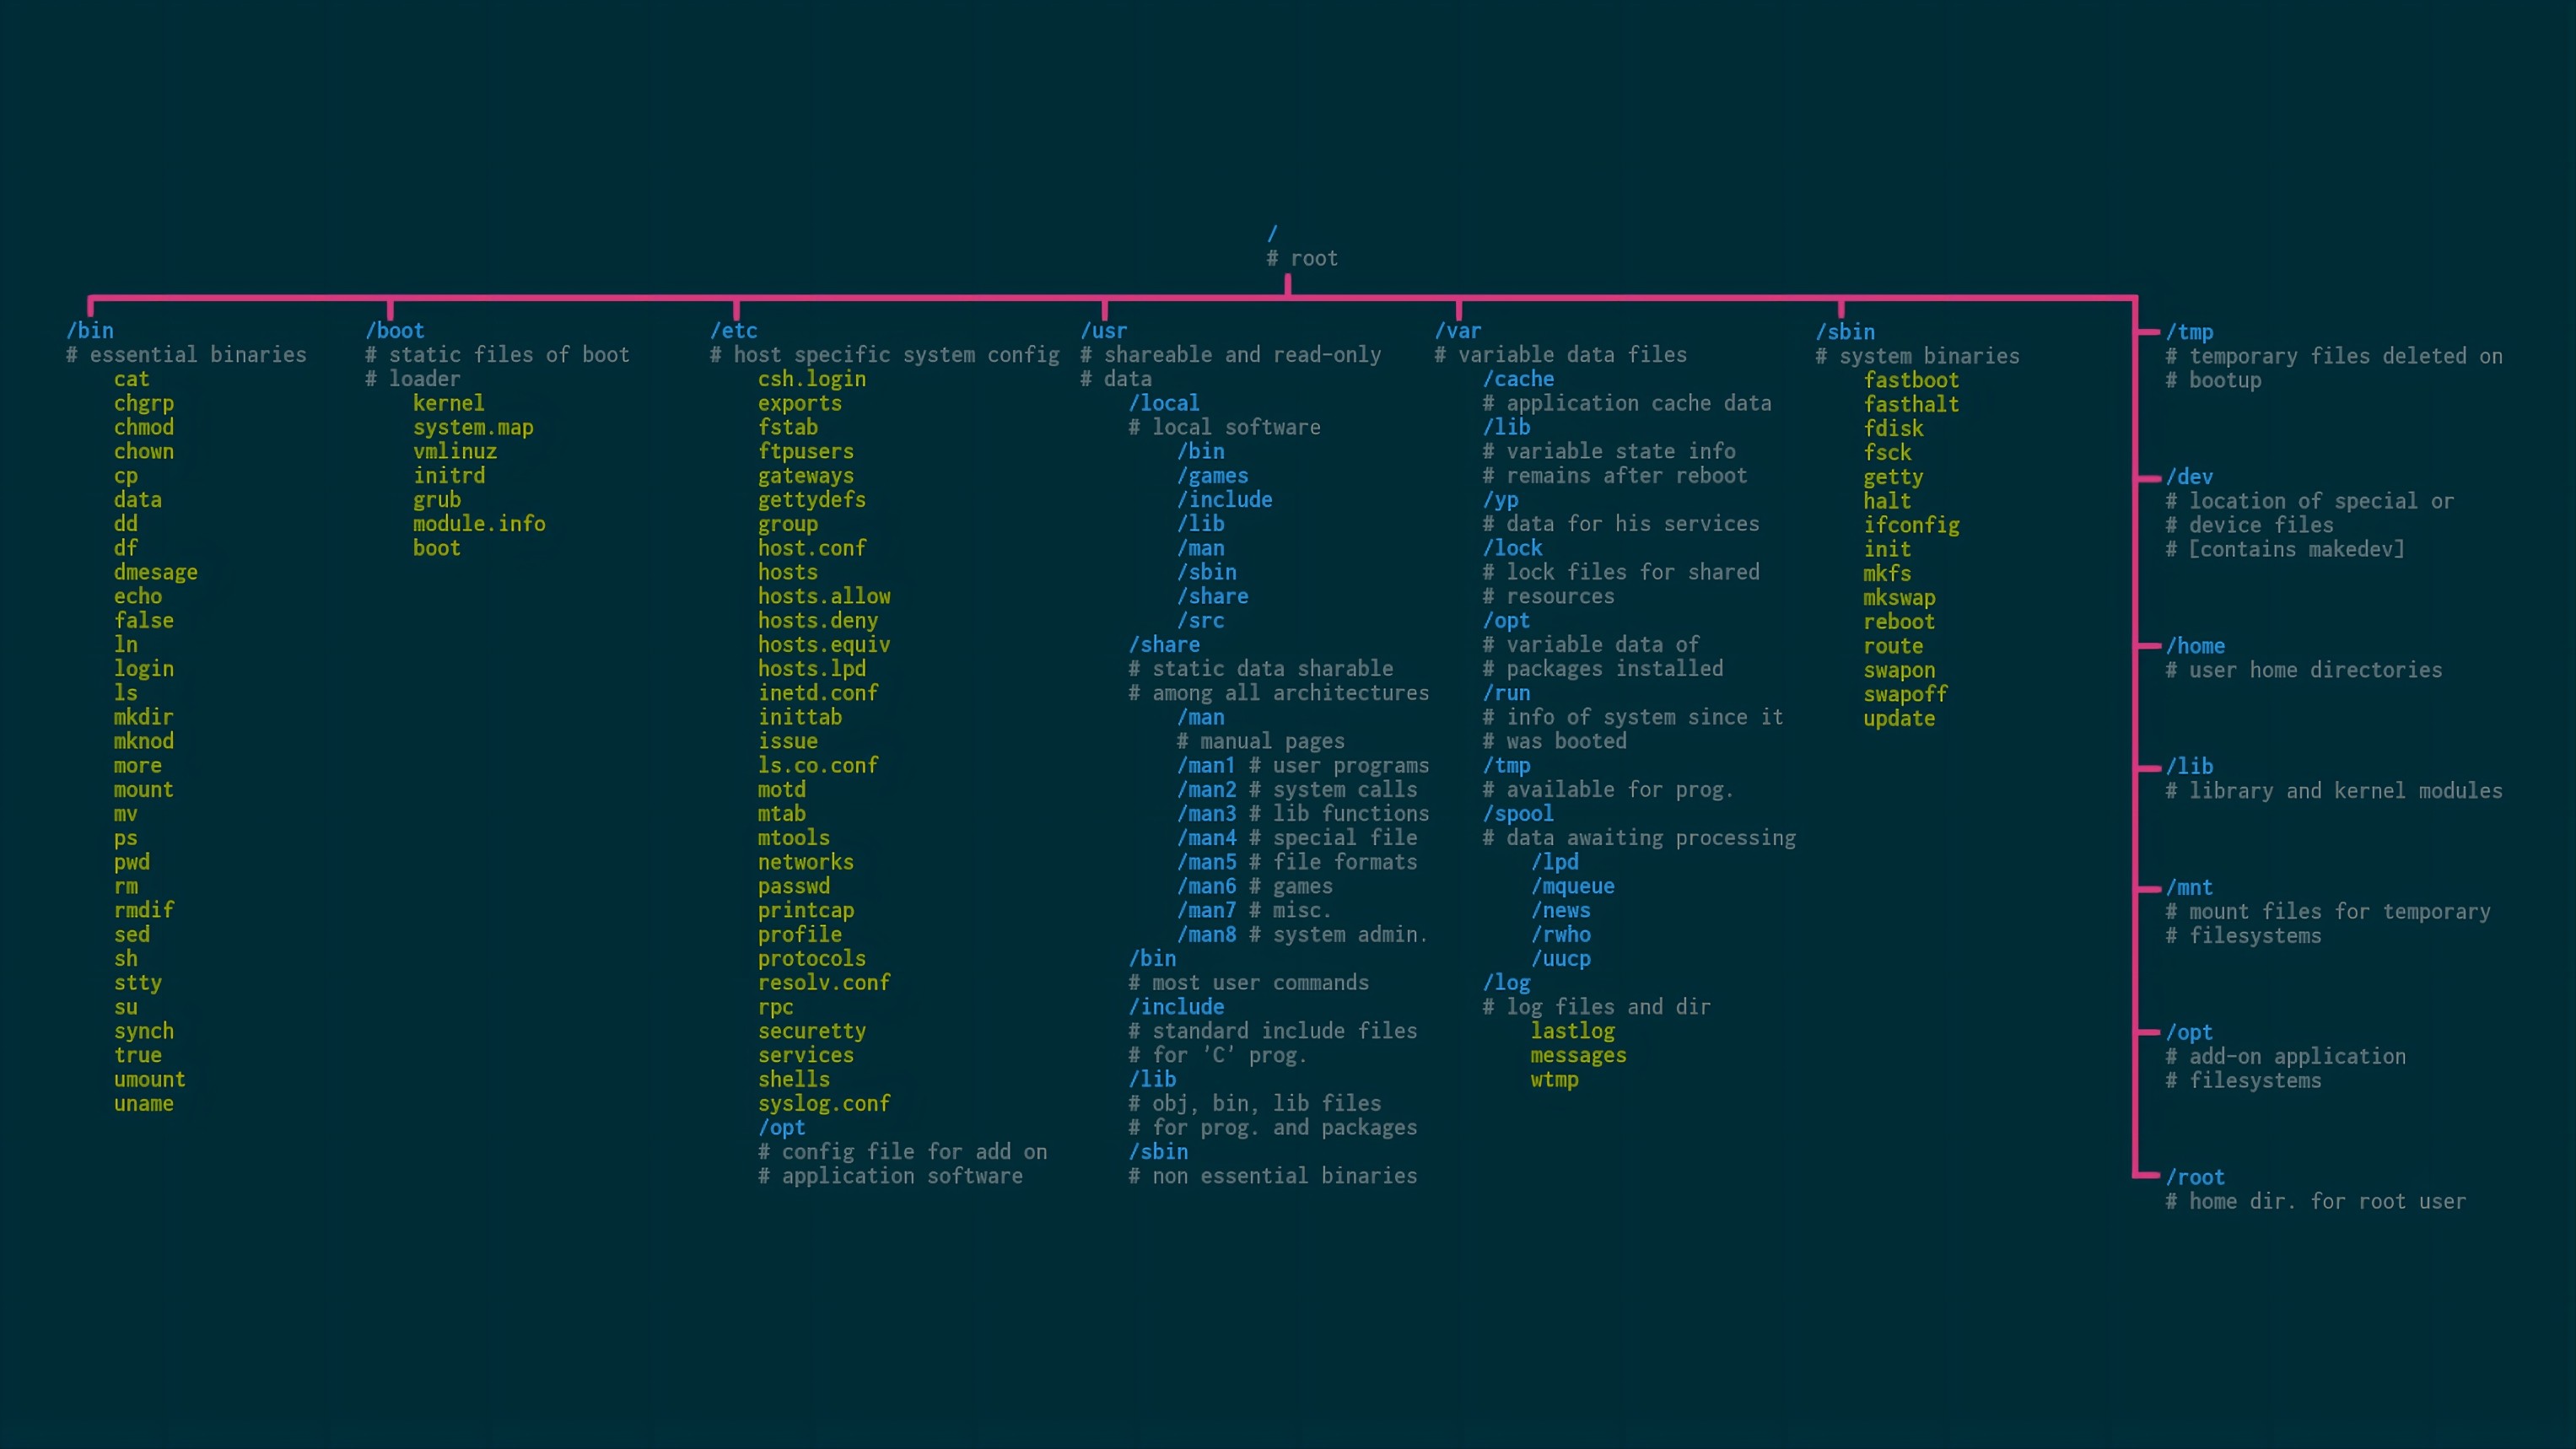 /
# root
/bin
# essential binaries
cat
chgrp
chmod
chown
cp
data
dd
df
dmesage
echo
false
ln
login
ls
mkdir
mknod
more
mount
mv
ps
pwd
rm
rmdif
sed
sh
stty
su
synch
true
umount
uname
/boot
# static files of boot
# loader
kernel
system.map
vmlinuz
initrd
grub
module.info
boot
/etc
# host specific system config
csh.login
exports
fstab
ftpusers
gateways
gettydefs
group
host.conf
hosts
hosts.allow
hosts.deny
hosts.equiv
hosts.lpd
inetd.conf
inittab
issue
ls.co.conf
motd
mtab
mtools
networks
passwd
printcap
profile
protocols
resolv.conf
rpc
securetty
services
shells
syslog.conf
/opt
# config file for add on
# application software
/usr
# shareable and read-only
# data
/local
# local software
/bin
/games
/include
/lib
/man
/sbin
/share
/src
/share
# static data sharable
# among all architectures
/man
# manual pages
/man1 # user programs
/man2 # system calls
/man3 # lib functions
/man4 # special file
/man5 # file formats
/man6 # games
/man7 # misc.
/man8 # system admin.
/bin
# most user commands
/include
# standard include files
# for 'C' prog.
/lib
# obj, bin, lib files
# for prog. and packages
/sbin
# non essential binaries
/var
# variable data files
/cache
# application cache data
/lib
# variable state info
# remains after reboot
/yp
# data for his services
/lock
# lock files for shared
# resources
/opt
# variable data of
# packages installed
/run
# info of system since it
# was booted
/tmp
# available for prog.
/spool
# data awaiting processing
/lpd
/mqueue
/news
/rwho
/uucp
/log
# log files and dir
lastlog
messages
wtmp
/sbin
# system binaries
fastboot
fasthalt
fdisk
fsck
getty
halt
ifconfig
init
mkfs
mkswap
reboot
route
swapon
swapoff
update
/tmp
# temporary files deleted on
# bootup
/dev
# location of special or
# device files
# [contains makedev]
/home
# user home directories
/lib
# library and kernel modules
/mnt
# mount files for temporary
# filesystems
/opt
# add-on application
# filesystems
/root
# home dir. for root user